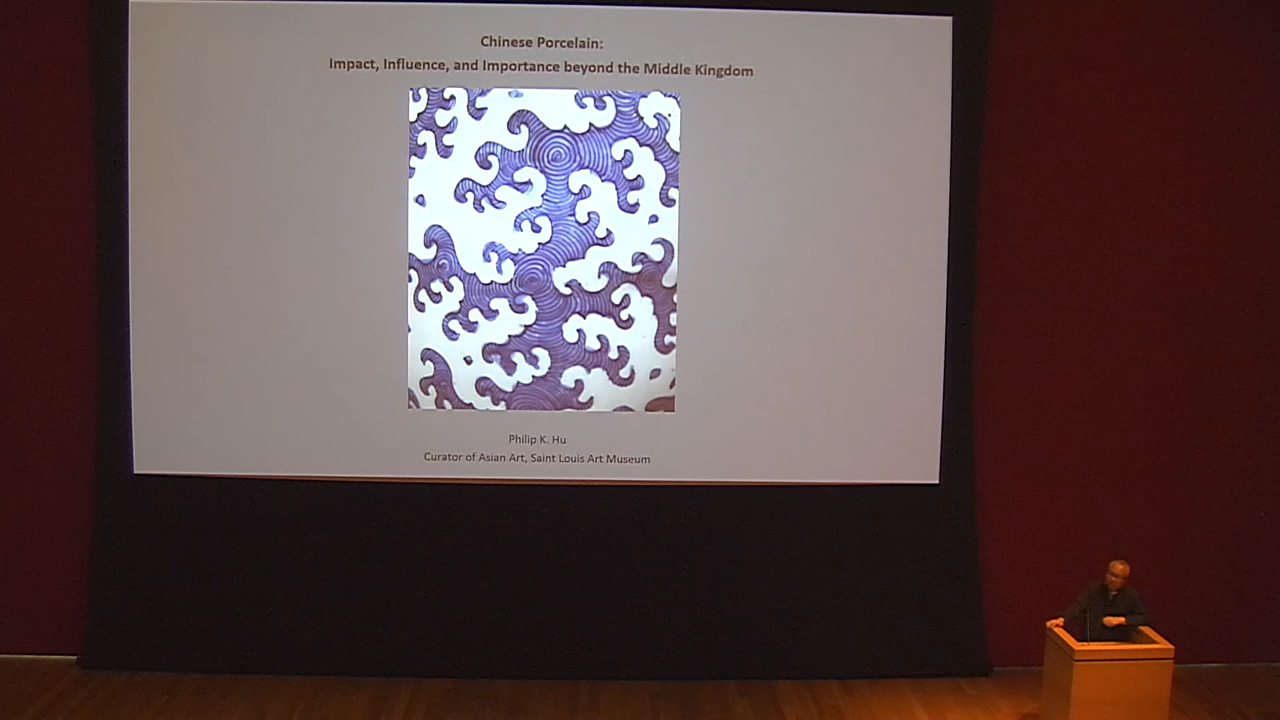 Chinese Porcelain:
Impact, Influence, and Importance beyond the Middle Kingdom
Philip K. Hu
Curator of Asian Art, Saint Louis Art Museum